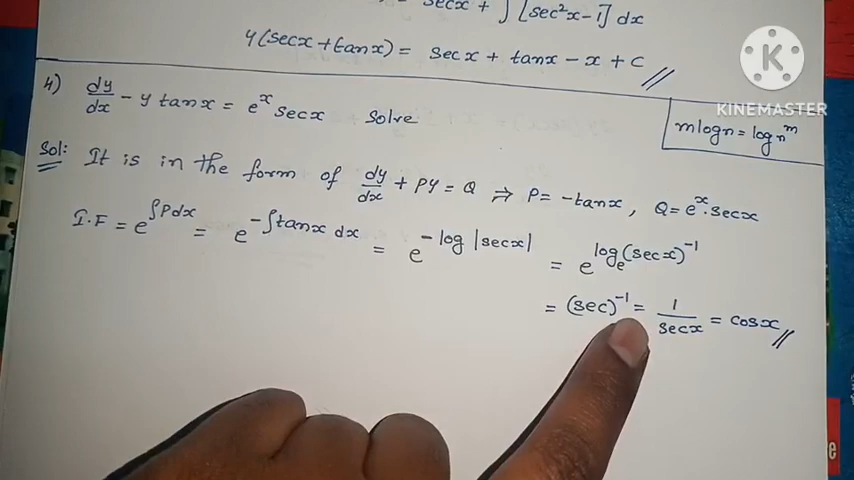 secx + ∫ [sec²x-1] dx
y(secx+tanx) = secx + tanx - x + c //
K
KINEMASTER
4) dy/dx - y tanx = e^x secx Solve
mlogn = log n^m
Sol: It is in the form of dy/dx + Py = Q ⇒ P = -tanx, Q = e^x.secx
I.F = e^∫Pdx = e^-∫tanx dx = e^-log|secx| = e^log_e(secx)^-1
= (sec)^-1 = 1/secx = cosx //